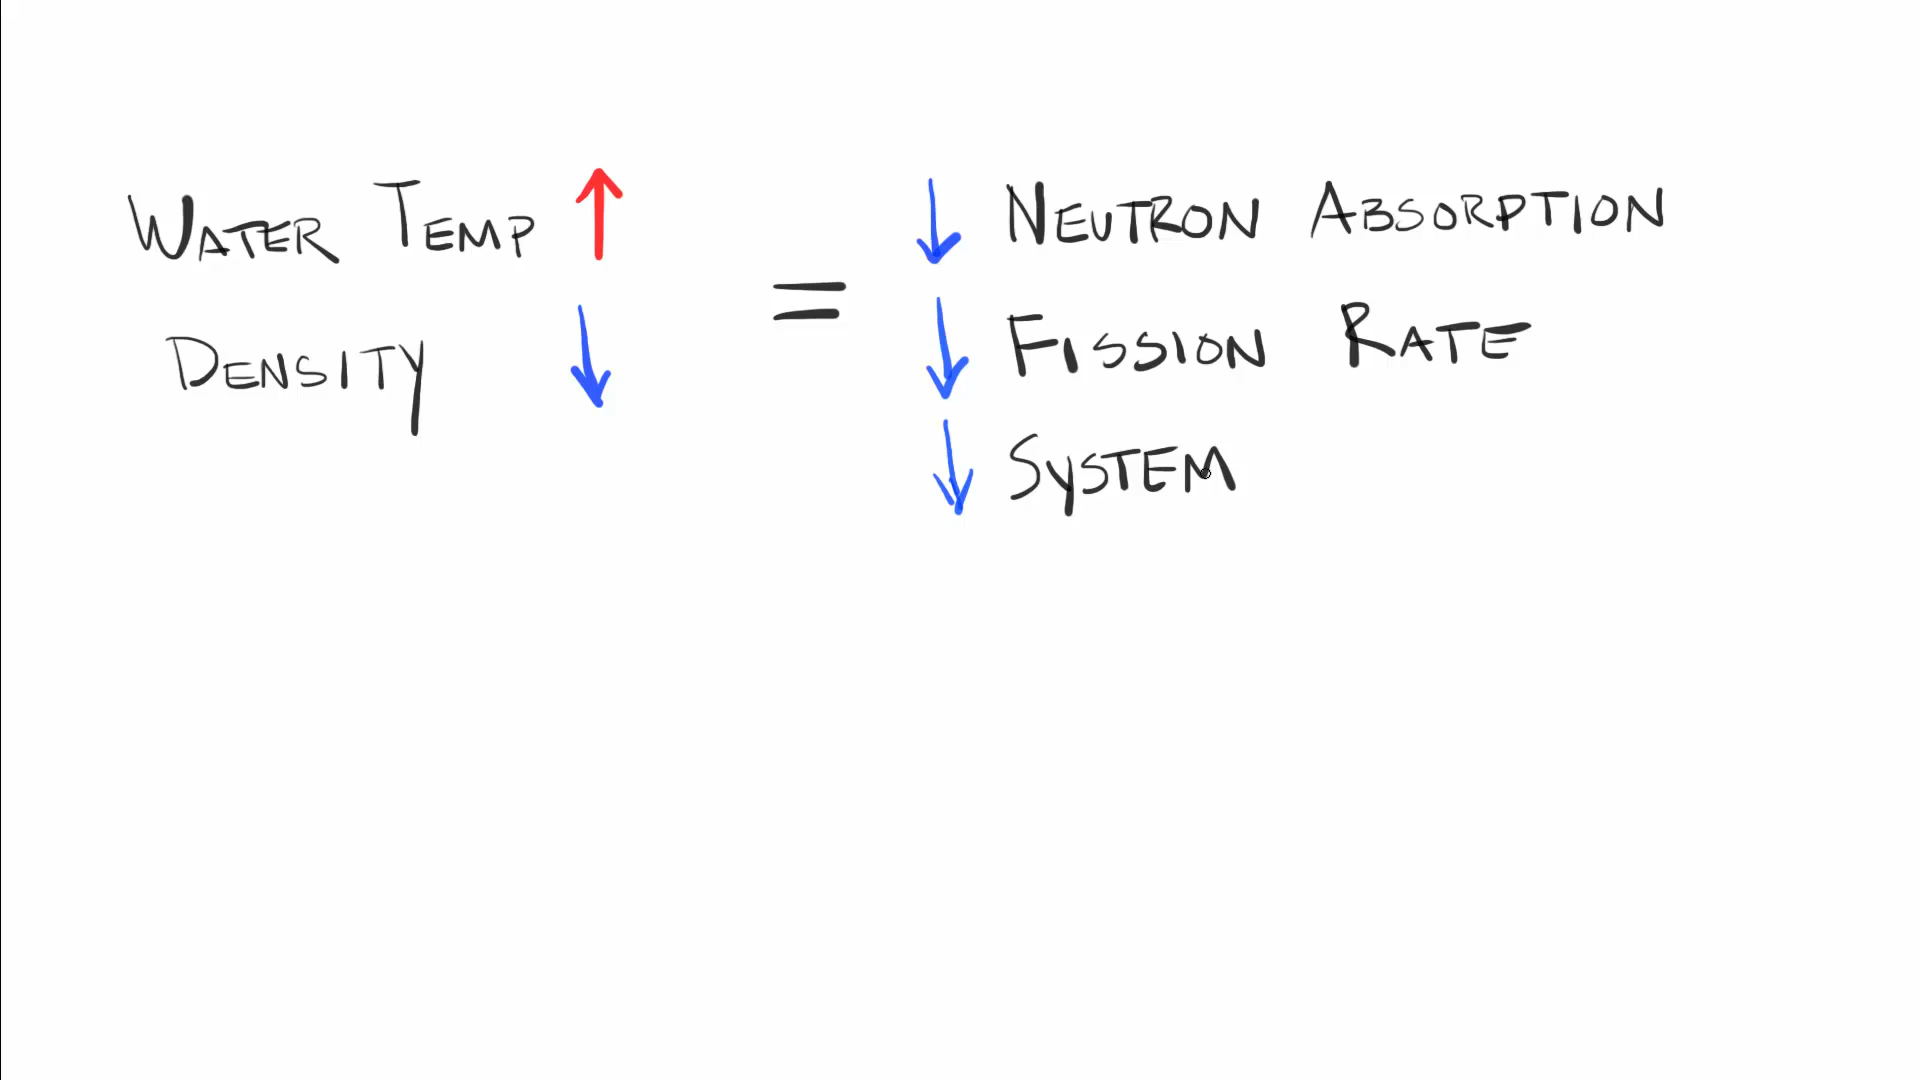 WATER TEMP ↑
DENSITY ↓
=
↓ NEUTRON ABSORPTION
↓ FISSION RATE
↓ SYSTEM